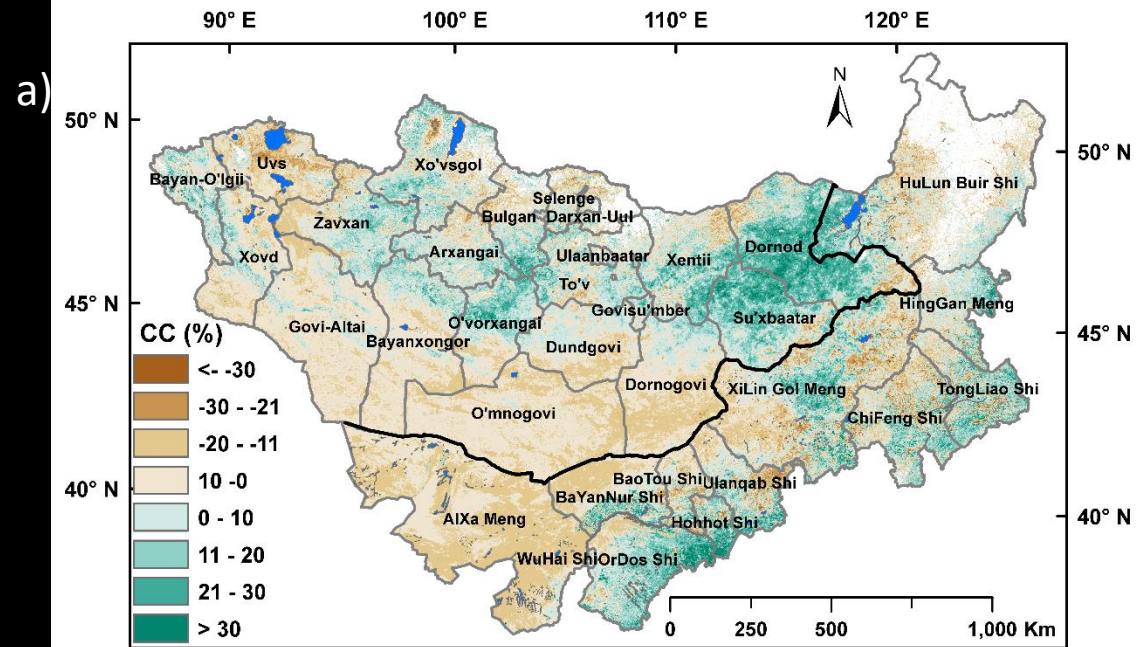 90° E 100° E 110° E 120° E
a)
N
50° N
50° N
Uvs
Xo'vsgol
Bayan-O'lgii
HuLun Buir Shi
Selenge
Zavxan
Bulgan Darxan-Uul
Arxangai
Ulaanbaatar
Xentii
Dornod
Xovd
To'v
45° N
Govisu'mber
HingGan Meng
Govi-Altai
O'vorxangai
Su'xbaatar
45° N
CC (%)
Bayanxongor
Dundgovi
<- -30
Dornogovi
XiLin Gol Meng
TongLiao Shi
-30 - -21
O'mnogovi
ChiFeng Shi
-20 - -11
10 -0
40° N
BaoTou Shi
Ulanqab Shi
BaYanNur Shi
0 - 10
AlXa Meng
Hohhot Shi
40° N
11 - 20
WuHai Shi
OrDos Shi
21 - 30
> 30
0 250 500 1,000 Km